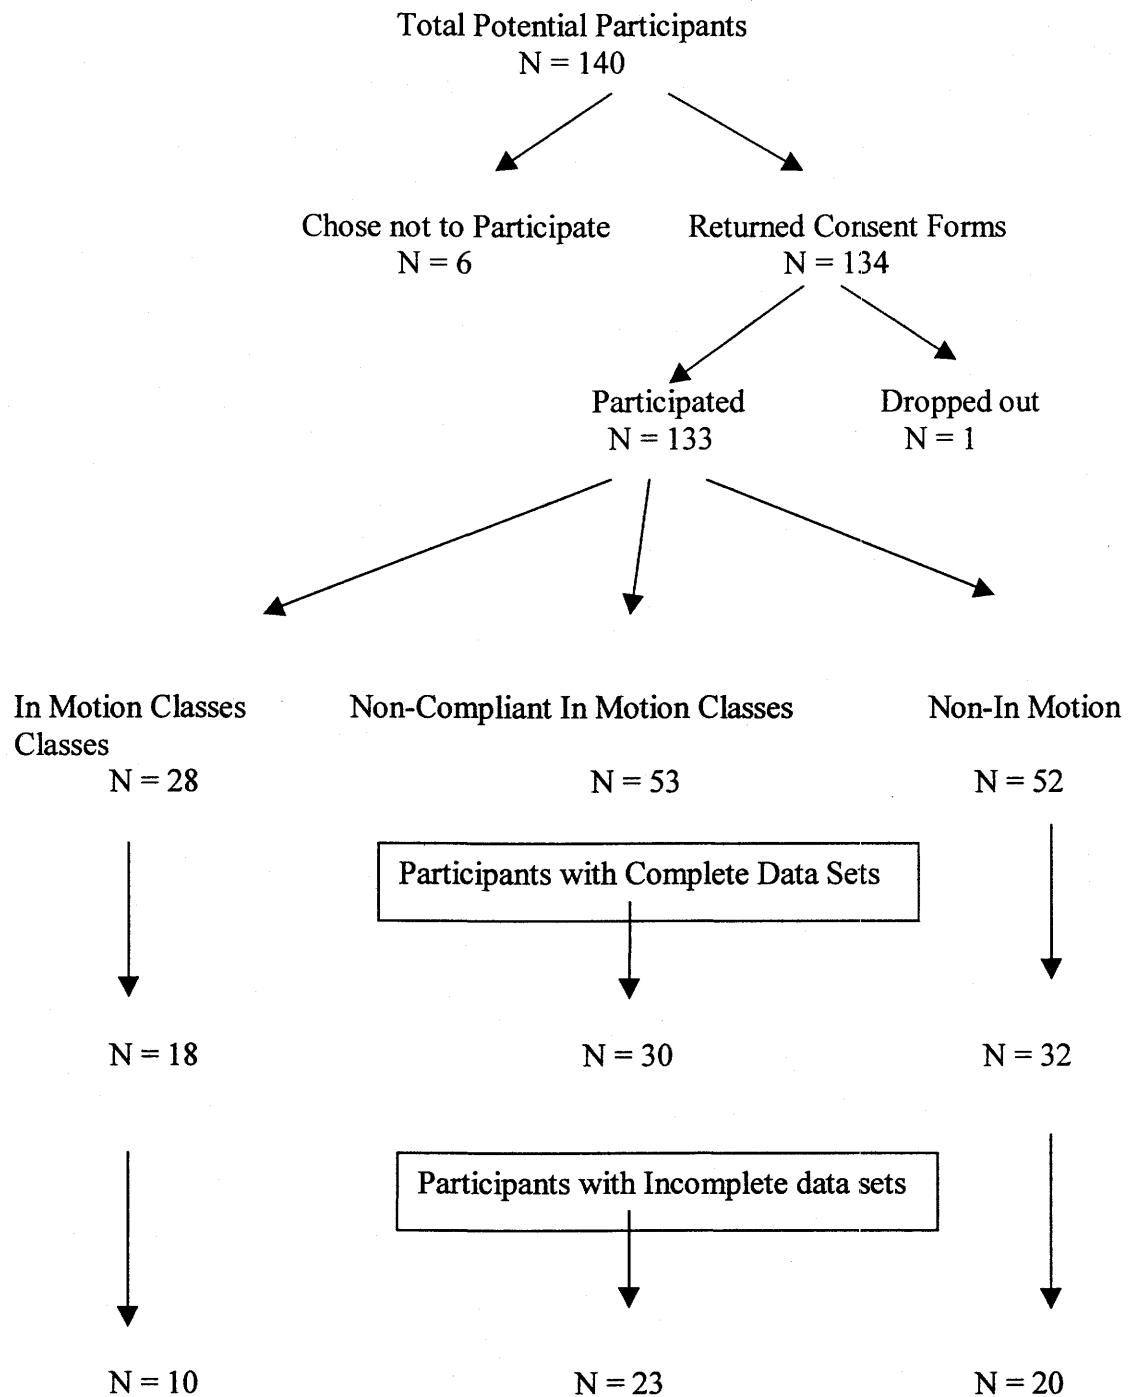 Total Potential Participants
N = 140
Chose not to Participate
N = 6
Returned Consent Forms
N = 134
Participated
N = 133
Dropped out
N = 1
In Motion Classes
Non-Compliant In Motion Classes
Non-In Motion
Classes
N = 28
N = 53
N = 52
Participants with Complete Data Sets
N = 18
N = 30
N = 32
Participants with Incomplete data sets
N = 10
N = 23
N = 20